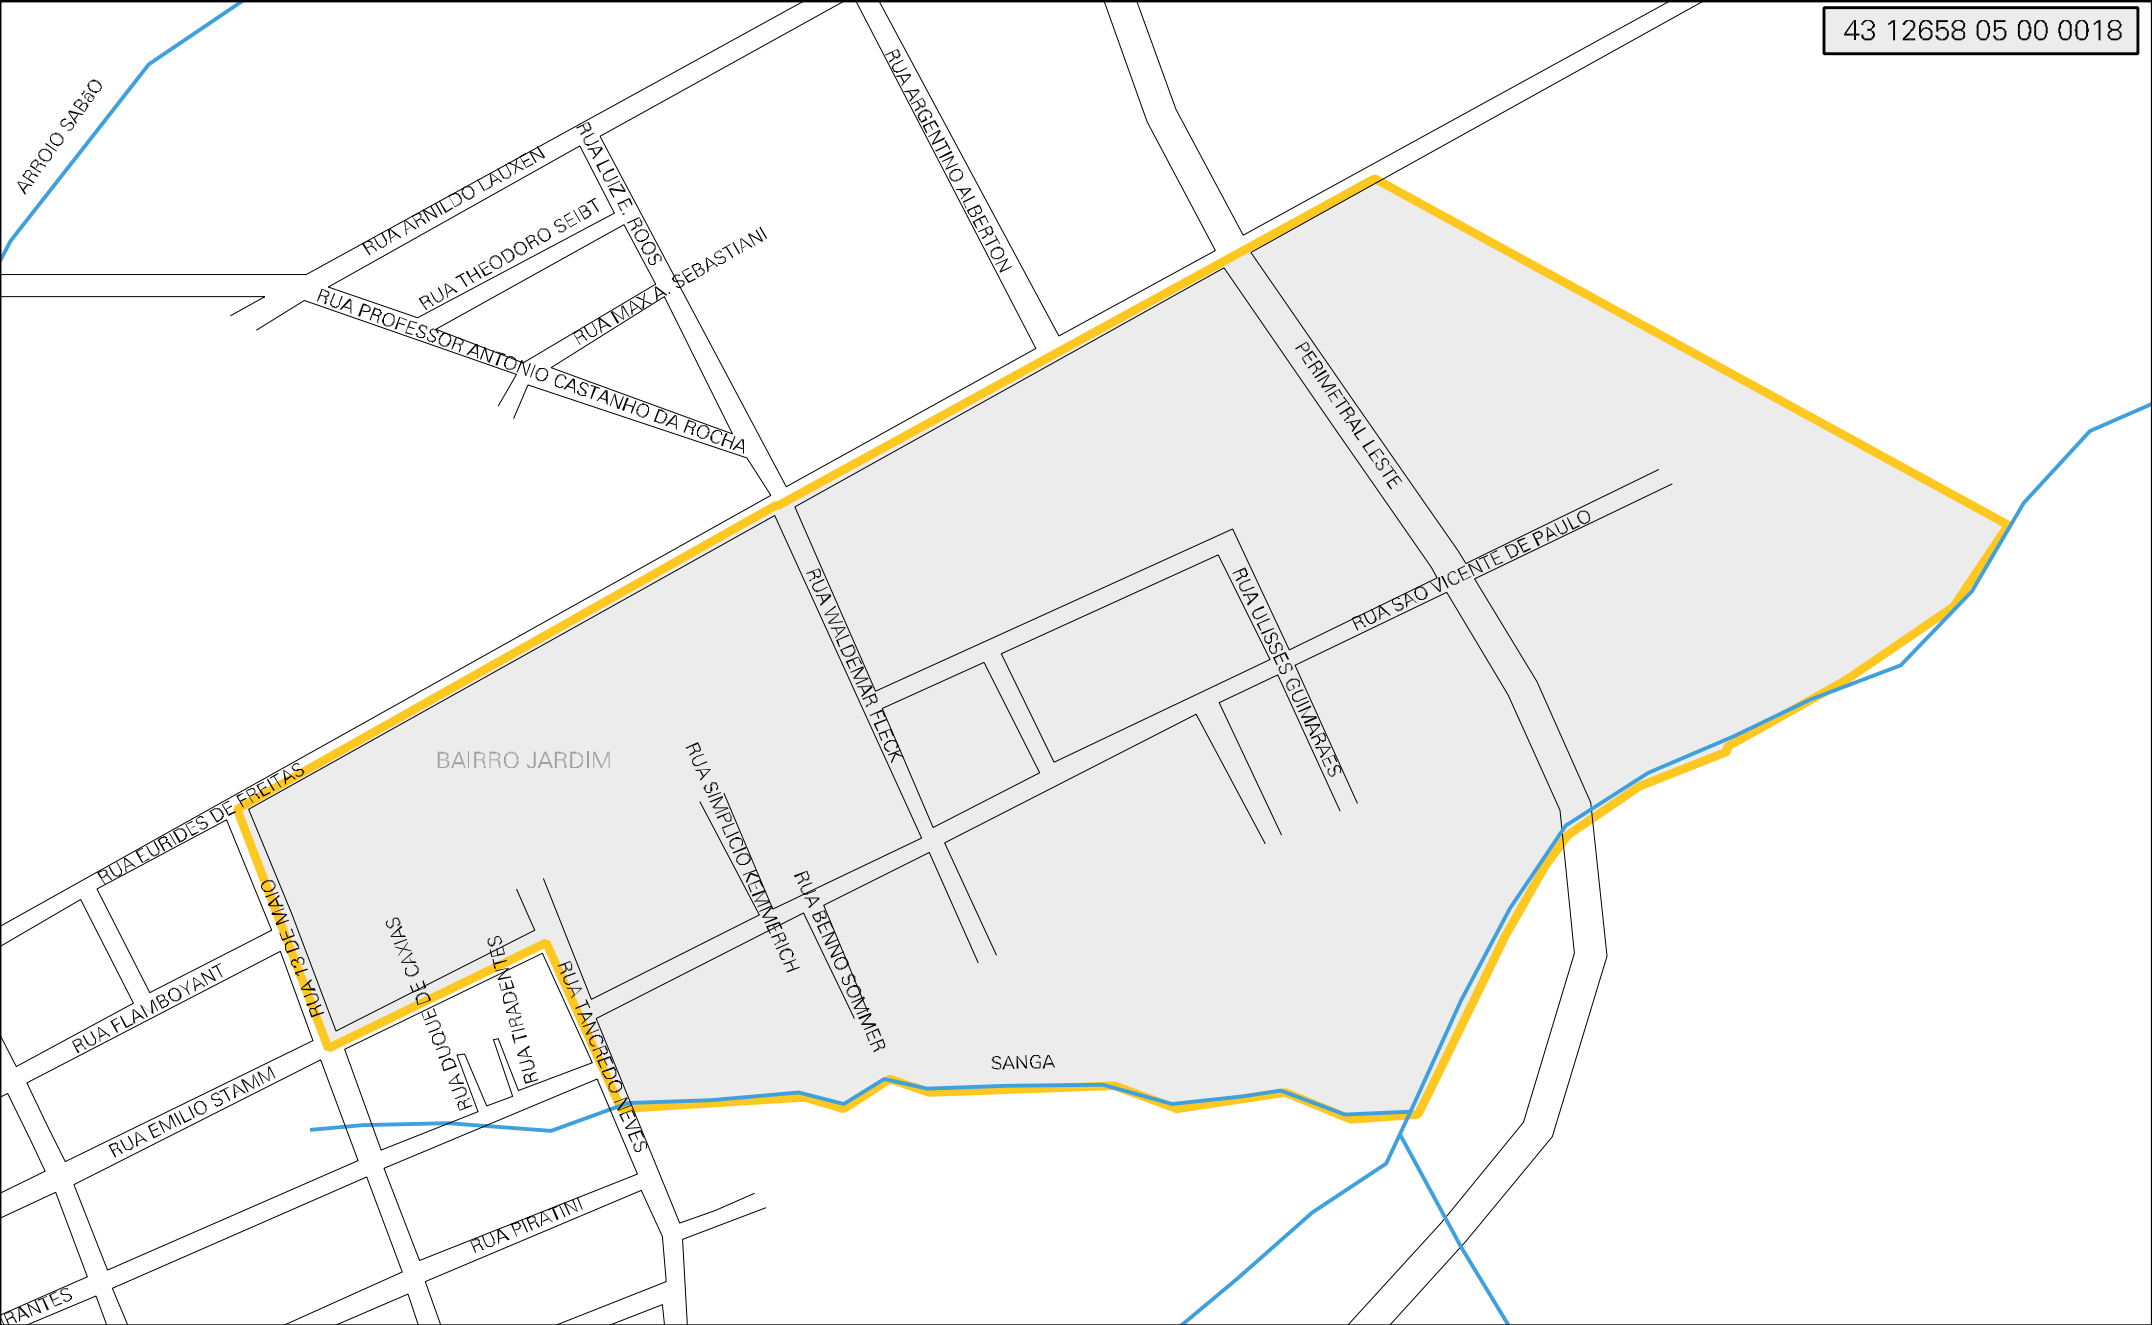 43 12658 05 00 0018
ARROIO SABãO
RUA ARGENTINO ALBERTON
RUA ARNILDO LAUXEN
RUA LUIZ E. ROOS
RUA THEODORO SEIBT
RUA MAX A. SEBASTIANI
RUA PROFESSOR ANTONIO CASTANHO DA ROCHA
PERIMETRAL LESTE
RUA SAO VICENTE DE PAULO
RUA WALDEMAR FLECK
RUA ULISSES GUIMARAES
BAIRRO JARDIM
RUA SIMPLICIO KEMMERICH
RUA EURIDES DE FREITAS
RUA BENNO SOMMER
RUA 13 DE MAIO
RUA DUQUE DE CAXIAS
RUA TIRADENTES
RUA TANCREDO NEVES
RUA FLAMBOYANT
SANGA
RUA EMILIO STAMM
RUA PIRATINI
RANTES